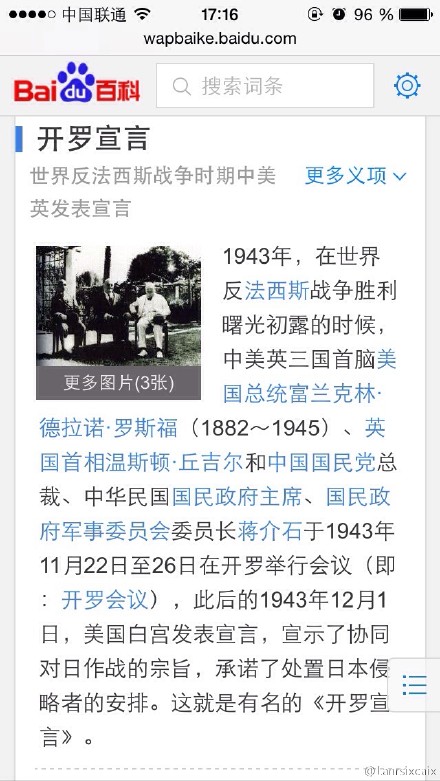 中国联通
17:16
96 %
wapbaike.baidu.com
Bai du 百科
搜索词条
开罗宣言
世界反法西斯战争时期中美
英发表宣言
更多义项
更多图片(3张)
1943年，在世界
反法西斯战争胜利
曙光初露的时候，
中美英三国首脑美
国总统富兰克林·
德拉诺·罗斯福（1882～1945）、英
国首相温斯顿·丘吉尔和中国国民党总
裁、中华民国国民政府主席、国民政
府军事委员会委员长蒋介石于1943年
11月22日至26日在开罗举行会议（即
：开罗会议），此后的1943年12月1
日，美国白宫发表宣言，宣示了协同
对日作战的宗旨，承诺了处置日本侵
略者的安排。这就是有名的《开罗宣
言》。